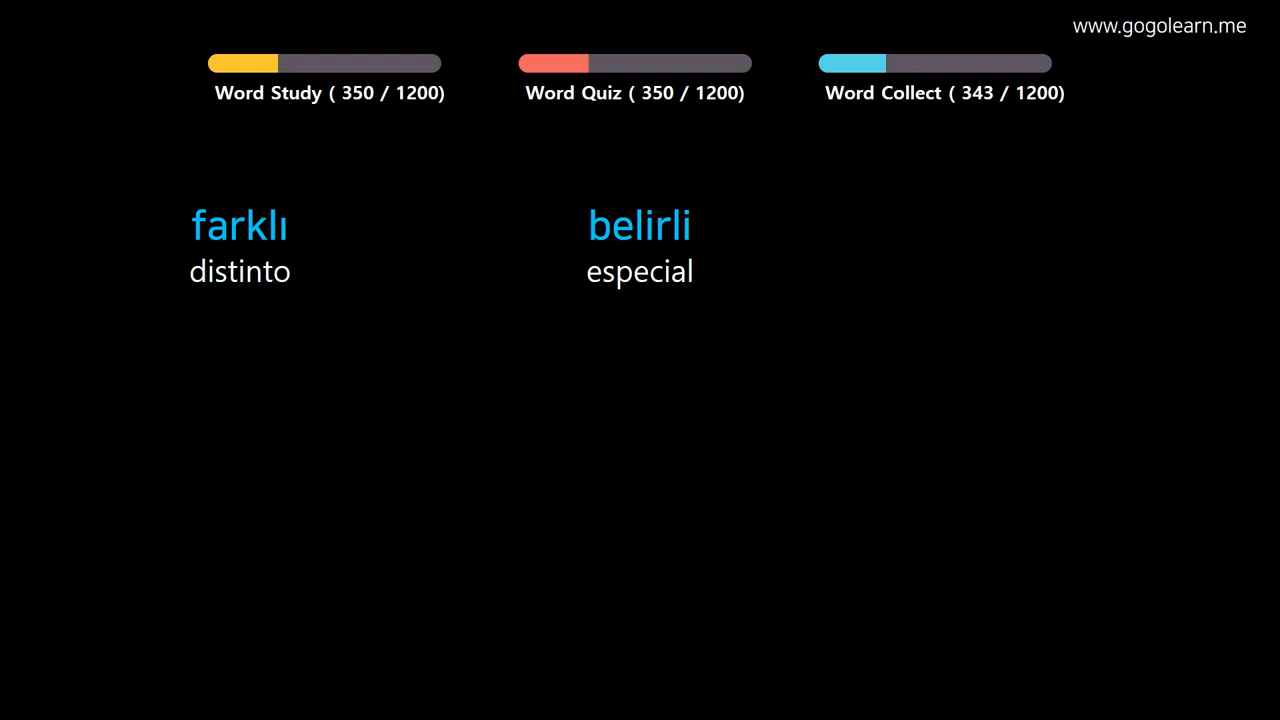 www.gogolearn.me
Word Study ( 350 / 1200)
Word Quiz ( 350 / 1200)
Word Collect ( 343 / 1200)
farklı
distinto
belirli
especial